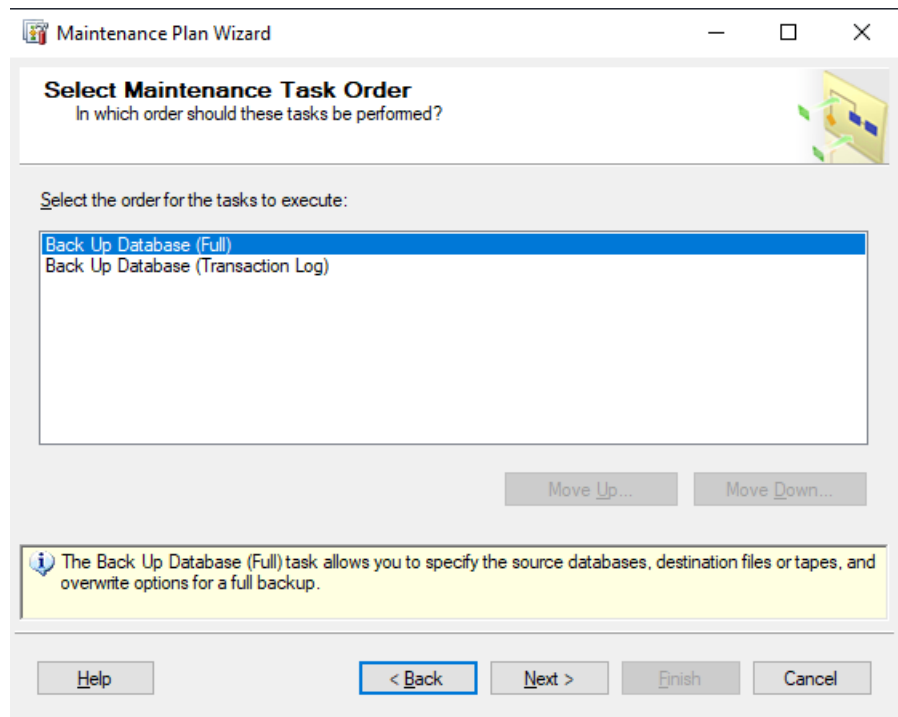 Maintenance Plan Wizard
Select Maintenance Task Order
In which order should these tasks be performed?
Select the order for the tasks to execute:
Back Up Database (Full)
Back Up Database (Transaction Log)
Move Up...
Move Down...
The Back Up Database (Full) task allows you to specify the source databases, destination files or tapes, and
overwrite options for a full backup.
Help
< Back
Next >
Finish
Cancel